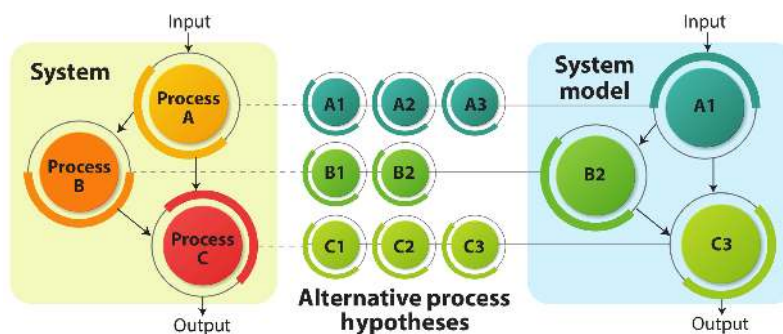 Input
System
Process
A
Process
B
Process
C
Output
A1 A2 A3
B1 B2
C1 C2 C3
Alternative process
hypotheses
Input
System
model
A1
B2
C3
Output